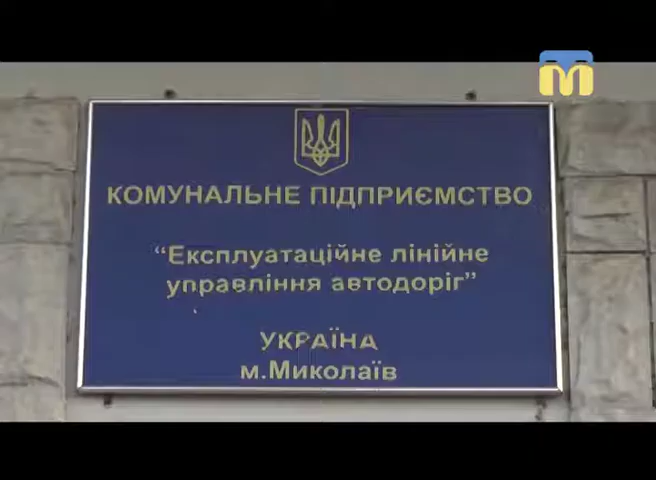 М
КОМУНАЛЬНЕ ПІДПРИЄМСТВО
“Експлуатаційне лінійне
управління автодоріг”
УКРАЇНА
м.Миколаїв